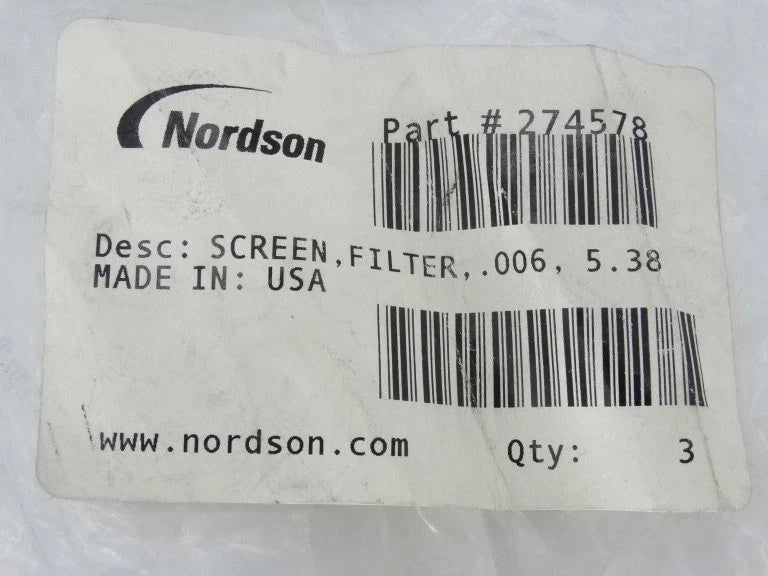 Nordson
Part # 274578
Desc: SCREEN,FILTER,.006, 5.38
MADE IN: USA
www.nordson.com
Qty: 3